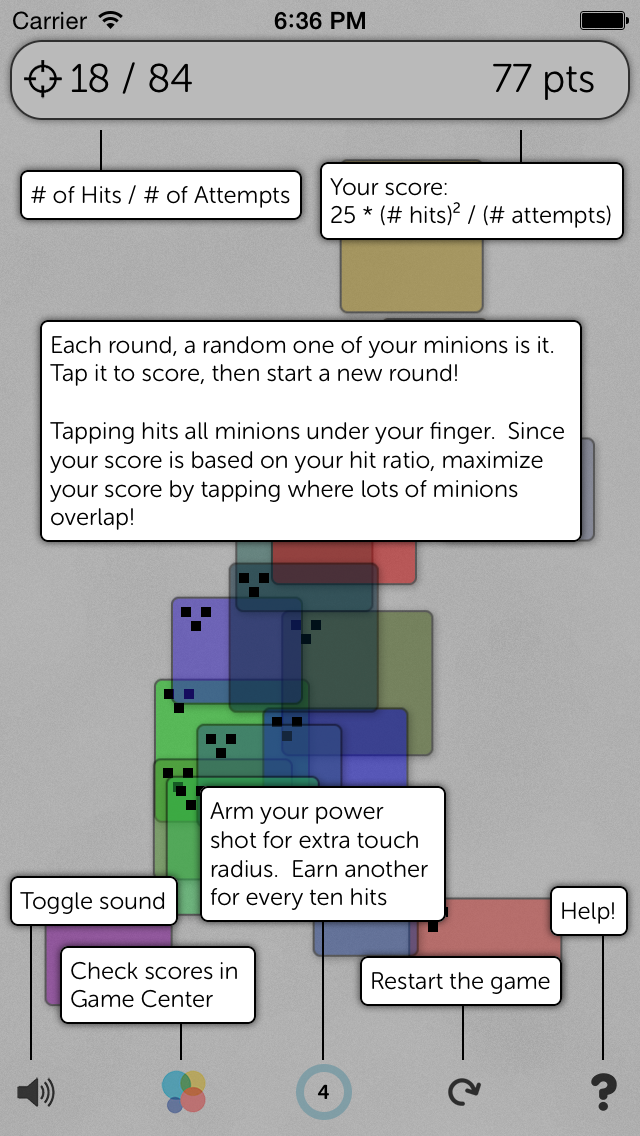 Carrier 6:36 PM
18 / 84 77 pts
# of Hits / # of Attempts
Your score:
25 * (# hits)² / (# attempts)
Each round, a random one of your minions is it.
Tap it to score, then start a new round!
Tapping hits all minions under your finger. Since
your score is based on your hit ratio, maximize
your score by tapping where lots of minions
overlap!
Arm your power
shot for extra touch
radius. Earn another
for every ten hits
Toggle sound
Help!
Check scores in
Game Center
Restart the game
4
?